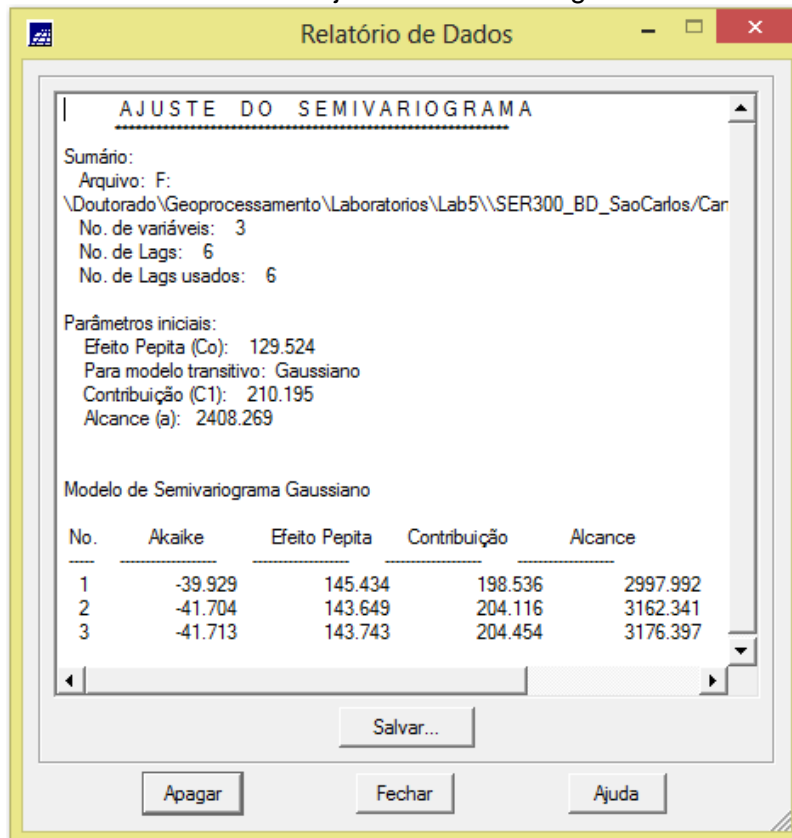 Relatório de Dados
AJUSTE DO SEMIVARIOGRAMA
Sumário:
Arquivo: F:
\Doutorado\Geoprocessamento\Laboratorios\Lab5\\SER300_BD_SaoCarlos/Can
No. de variáveis: 3
No. de Lags: 6
No. de Lags usados: 6
Parâmetros iniciais:
Efeito Pepita (Co): 129.524
Para modelo transitivo: Gaussiano
Contribuição (C1): 210.195
Alcance (a): 2408.269
Modelo de Semivariograma Gaussiano
No. Akaike Efeito Pepita Contribuição Alcance
1 -39.929 145.434 198.536 2997.992
2 -41.704 143.649 204.116 3162.341
3 -41.713 143.743 204.454 3176.397
Salvar...
Apagar Fechar Ajuda